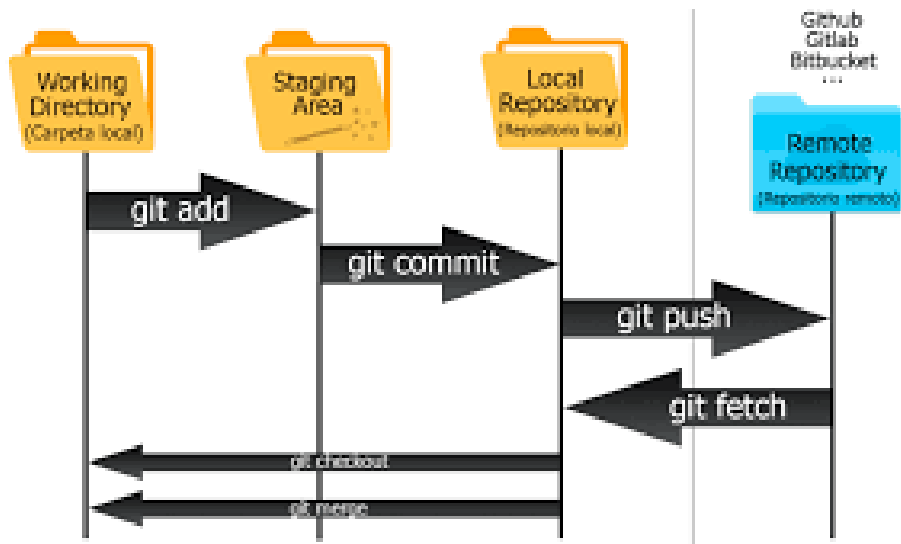 Github
Gitlab
Bitbucket
...
Working
Directory
(Carpeta local)
Staging
Area
Local
Repository
(Repositorio local)
Remote
Repository
(Repositorio remoto)
git add
git commit
git push
git fetch
git checkout
git merge